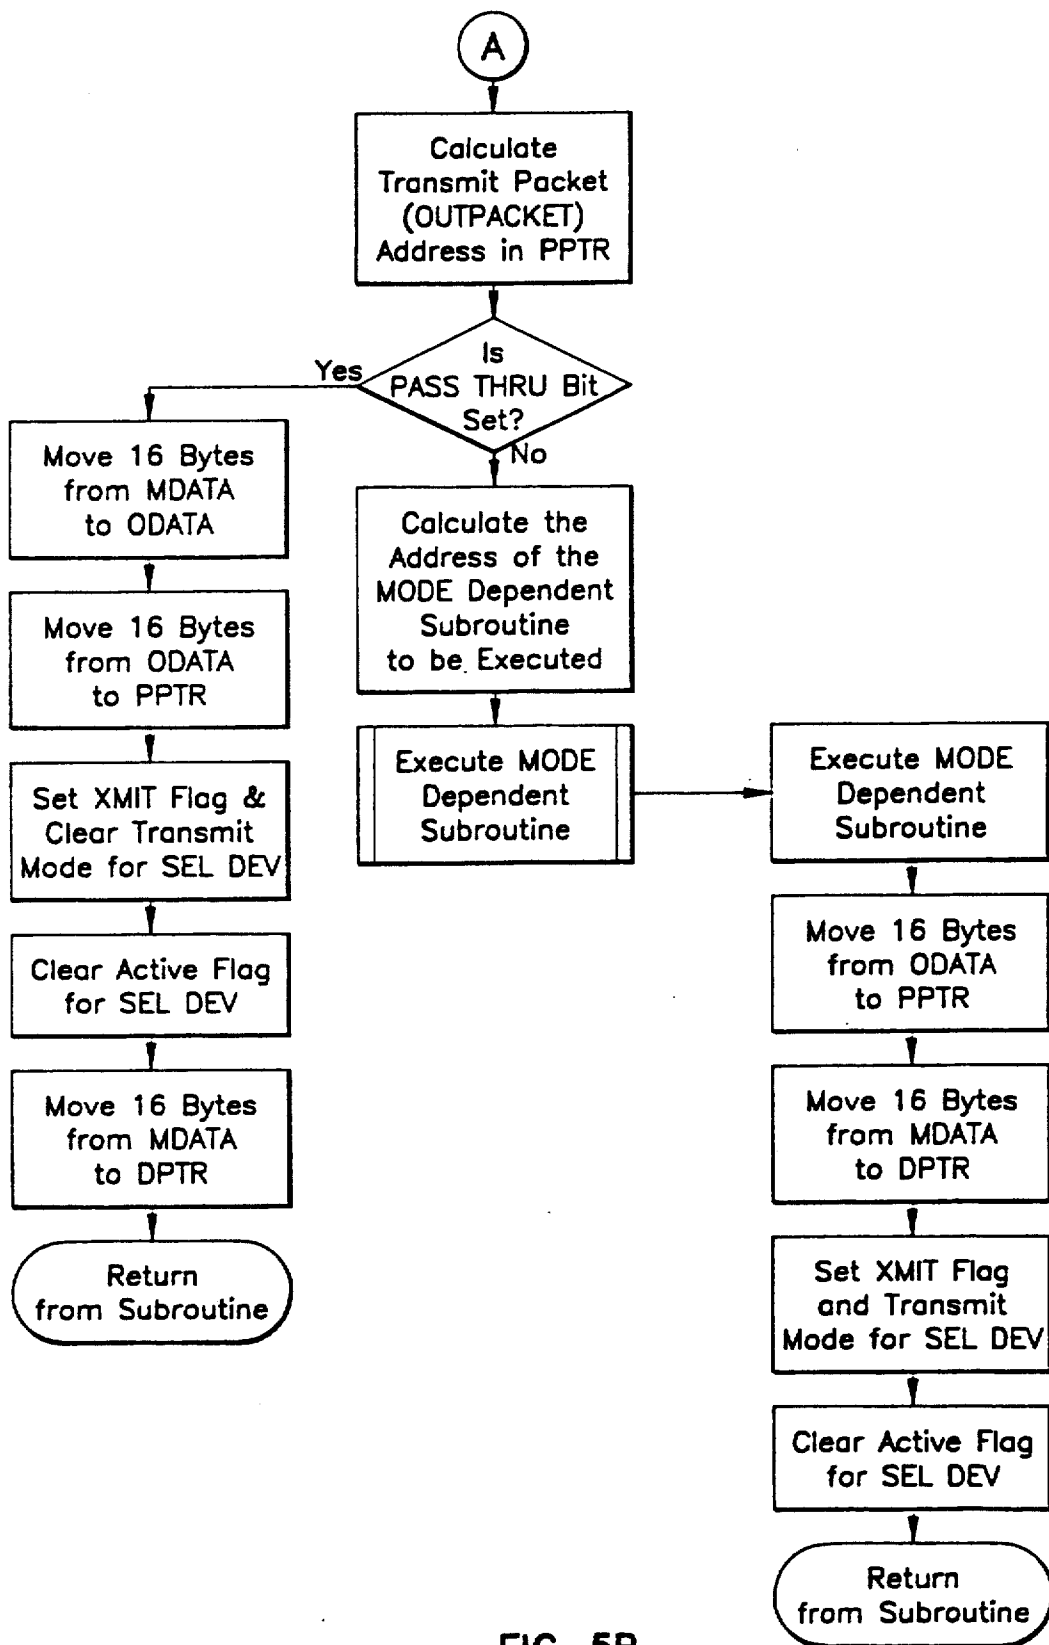 A
Calculate
Transmit Packet
(OUTPACKET)
Address in PPTR
Is
PASS THRU Bit
Set?
Yes
No
Move 16 Bytes
from MDATA
to ODATA
Move 16 Bytes
from ODATA
to PPTR
Set XMIT Flag &
Clear Transmit
Mode for SEL DEV
Clear Active Flag
for SEL DEV
Move 16 Bytes
from MDATA
to DPTR
Return
from Subroutine
Calculate the
Address of the
MODE Dependent
Subroutine
to be Executed
Execute MODE
Dependent
Subroutine
Execute MODE
Dependent
Subroutine
Move 16 Bytes
from ODATA
to PPTR
Move 16 Bytes
from MDATA
to DPTR
Set XMIT Flag
and Transmit
Mode for SEL DEV
Clear Active Flag
for SEL DEV
Return
from Subroutine